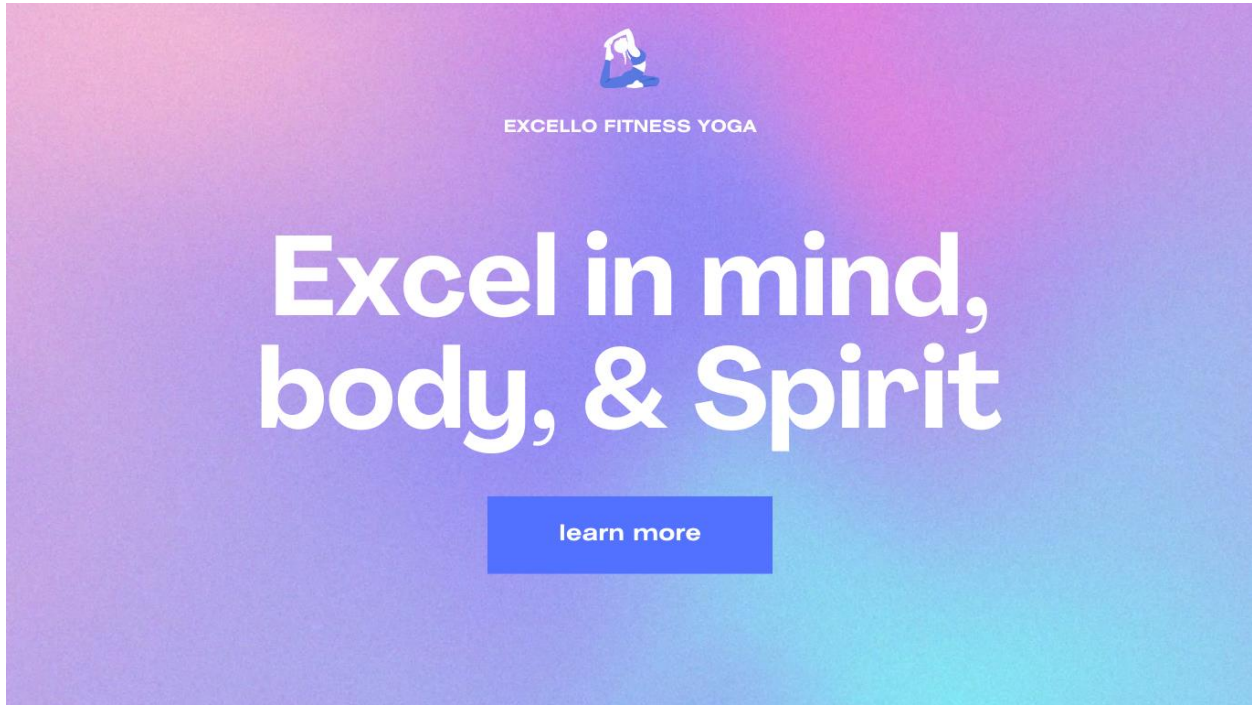 EXCELLO FITNESS YOGA
Excel in mind,
body, & Spirit
learn more